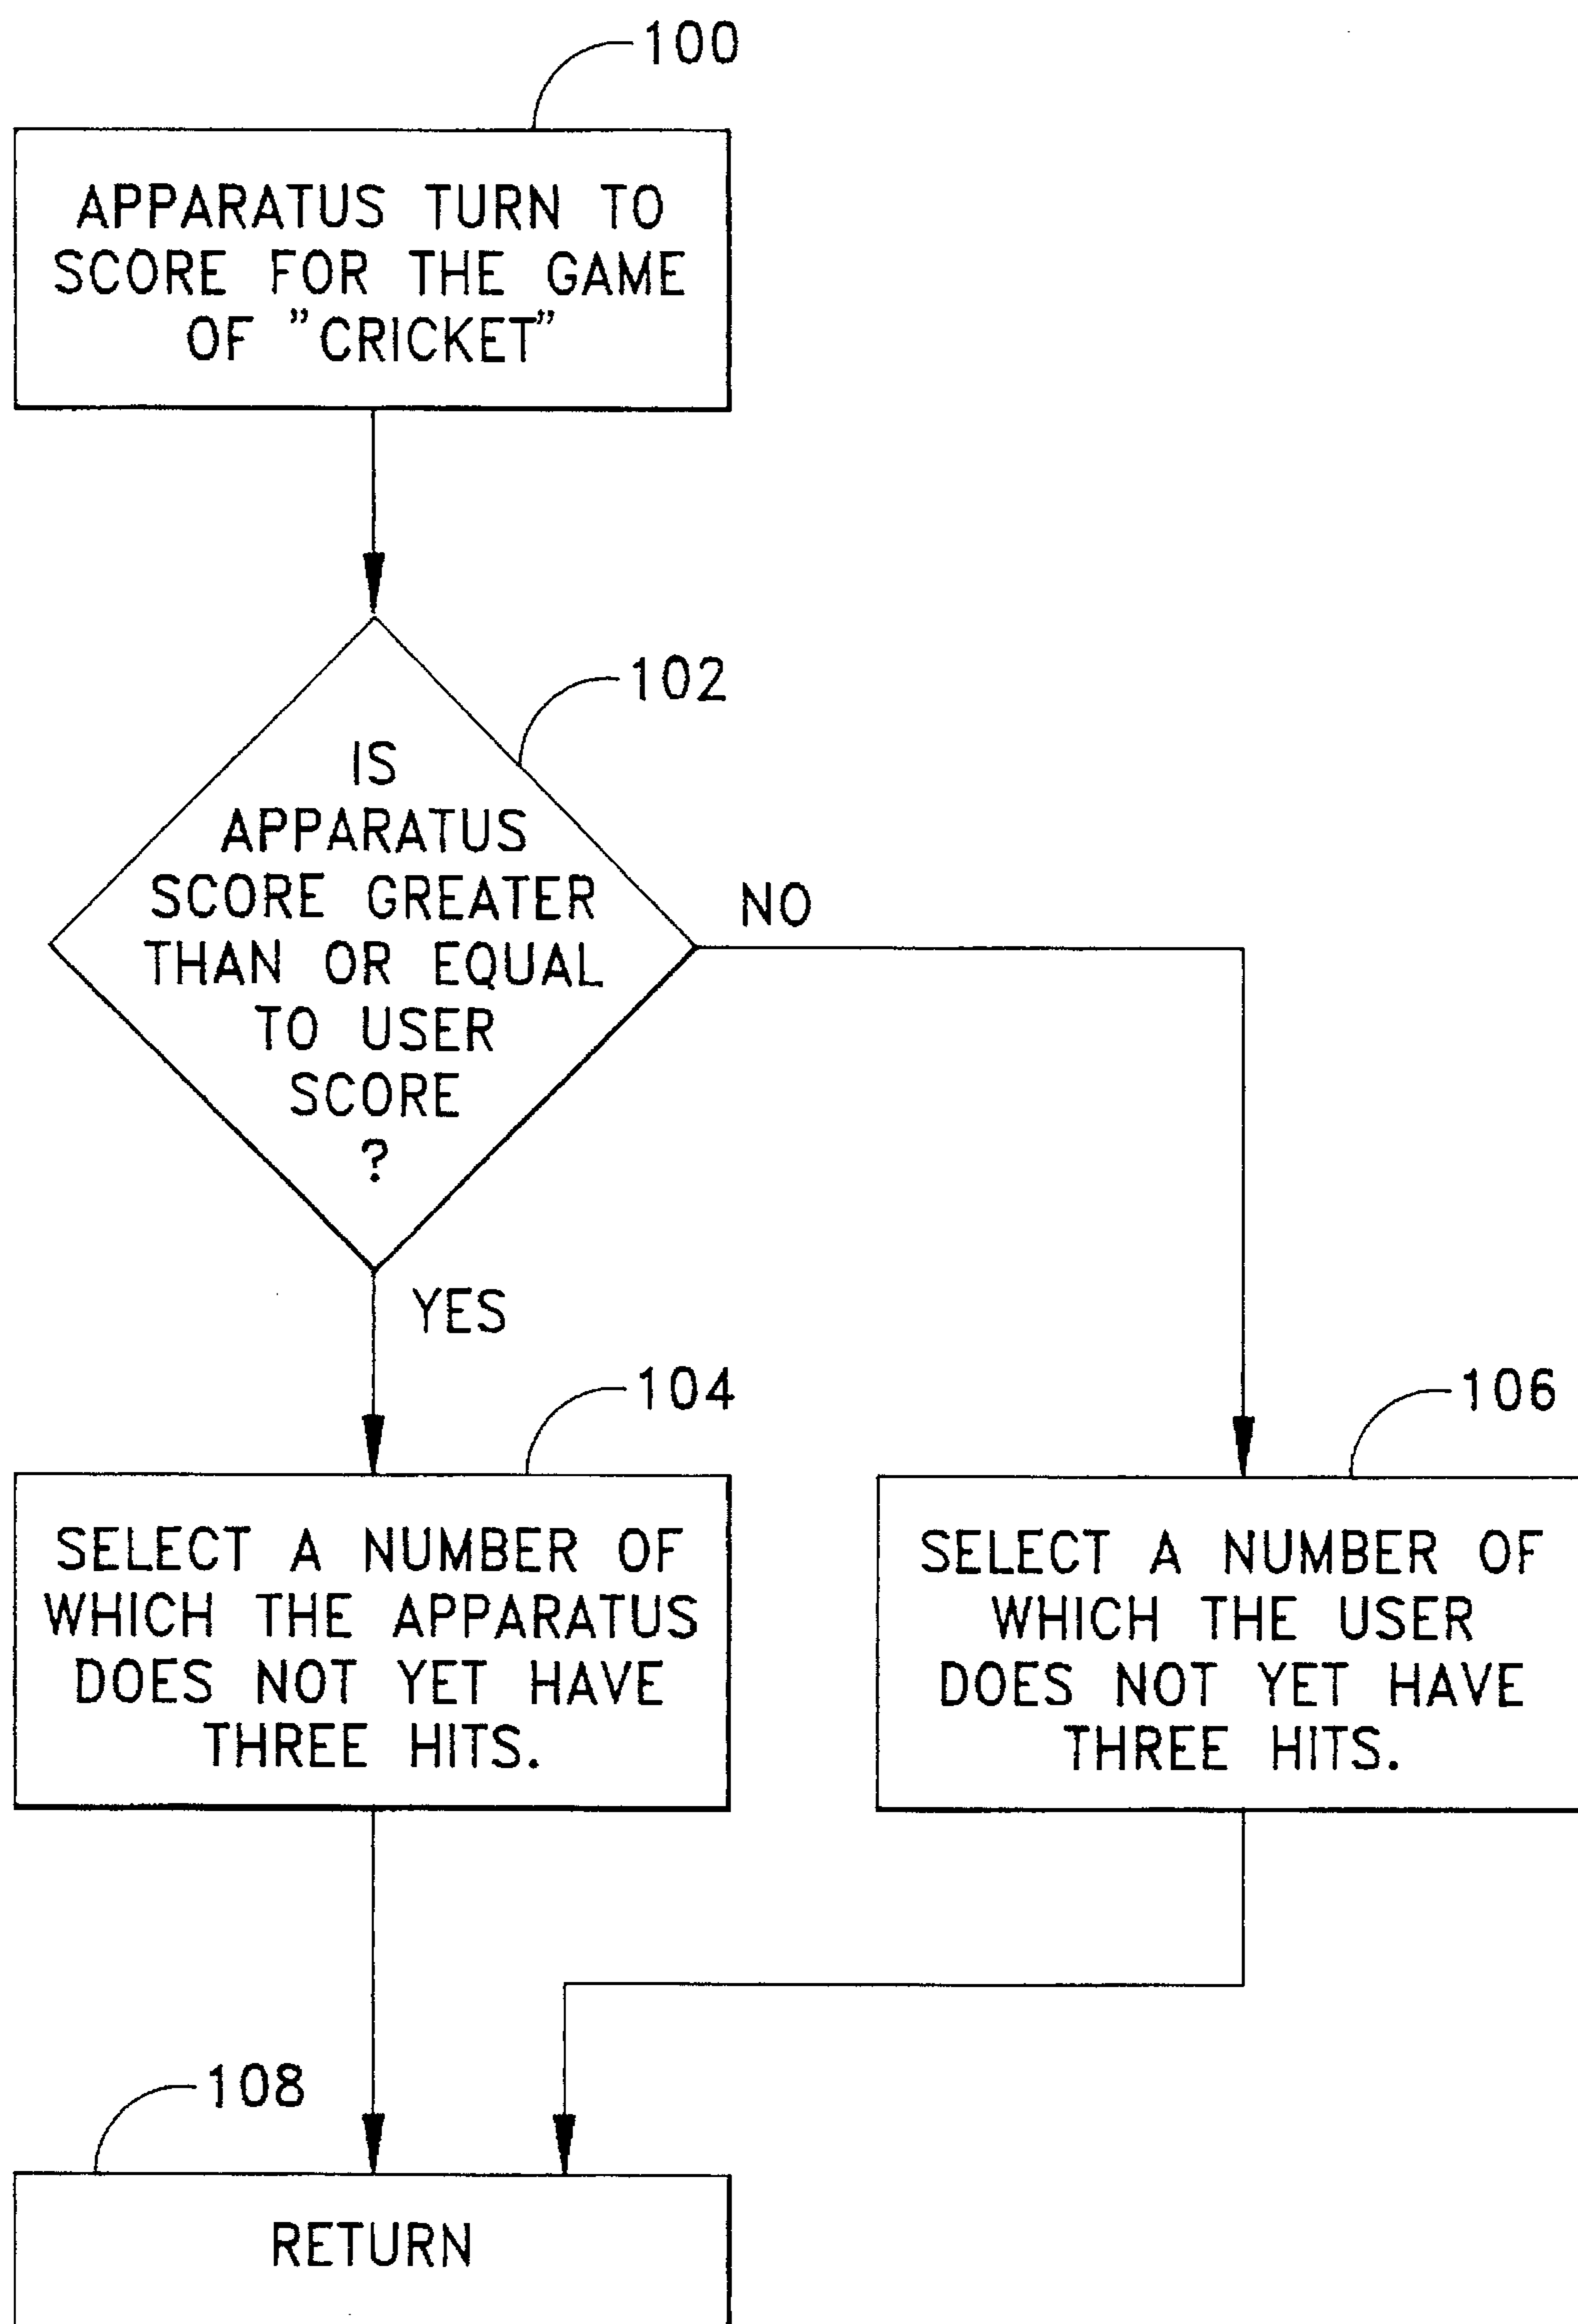 100
APPARATUS TURN TO
SCORE FOR THE GAME
OF "CRICKET"
102
IS
APPARATUS
SCORE GREATER
THAN OR EQUAL
TO USER
SCORE
?
NO
YES
104
SELECT A NUMBER OF
WHICH THE APPARATUS
DOES NOT YET HAVE
THREE HITS.
106
SELECT A NUMBER OF
WHICH THE USER
DOES NOT YET HAVE
THREE HITS.
108
RETURN